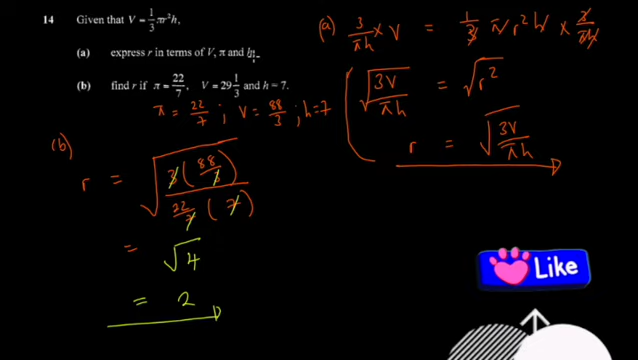 14 Given that V = 1/3 πr²h,
(a) express r in terms of V, π and h.
(b) find r if π = 22/7, V = 29 1/3 and h = 7.
π = 22/7 ; V = 88/3 ; h = 7
(a) 3/πh × V = 1/3 π r² h × 3/πh
√(3V/πh) = √r²
r = √(3V/πh)
(b)
r = √(3(88/3) / 22/7 (7))
= √4
= 2
Like